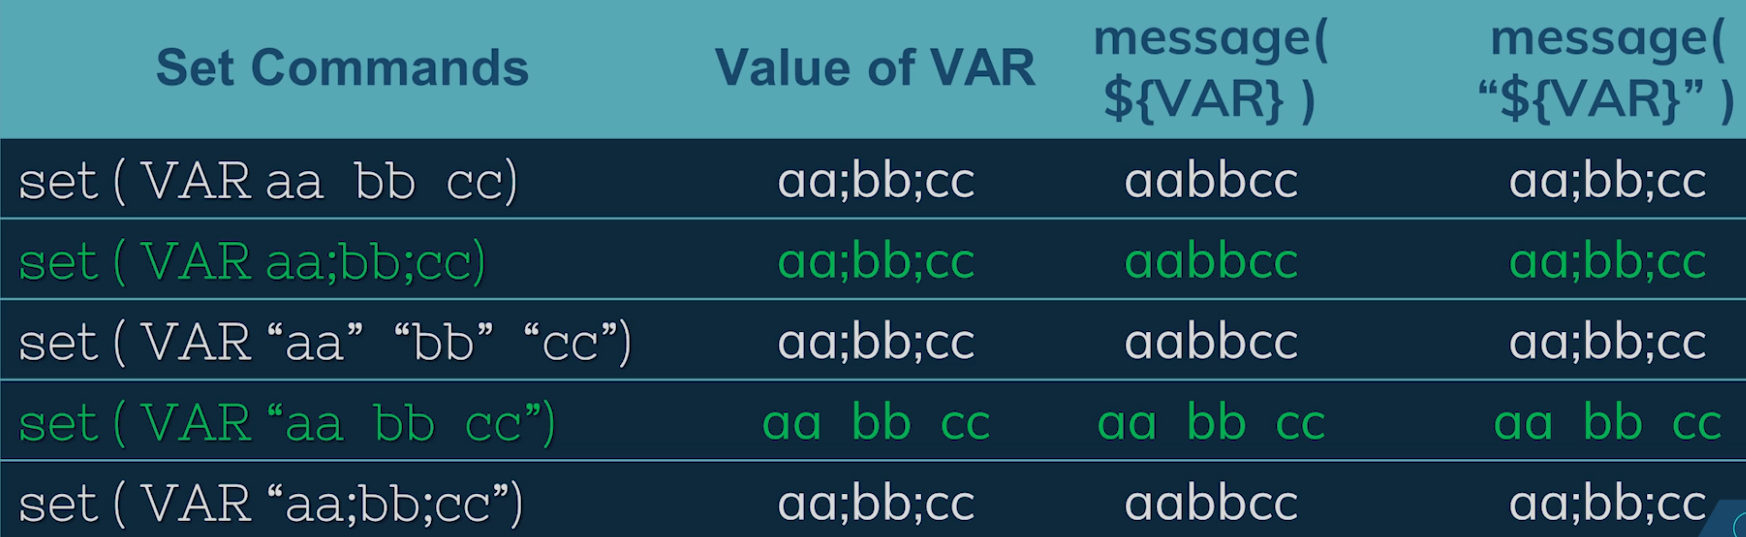 Set Commands Value of VAR message( ${VAR} ) message( “${VAR}” )
set ( VAR aa bb cc) aa;bb;cc aabbcc aa;bb;cc
set ( VAR aa;bb;cc) aa;bb;cc aabbcc aa;bb;cc
set ( VAR “aa” “bb” “cc”) aa;bb;cc aabbcc aa;bb;cc
set ( VAR “aa bb cc”) aa bb cc aa bb cc aa bb cc
set ( VAR “aa;bb;cc”) aa;bb;cc aabbcc aa;bb;cc